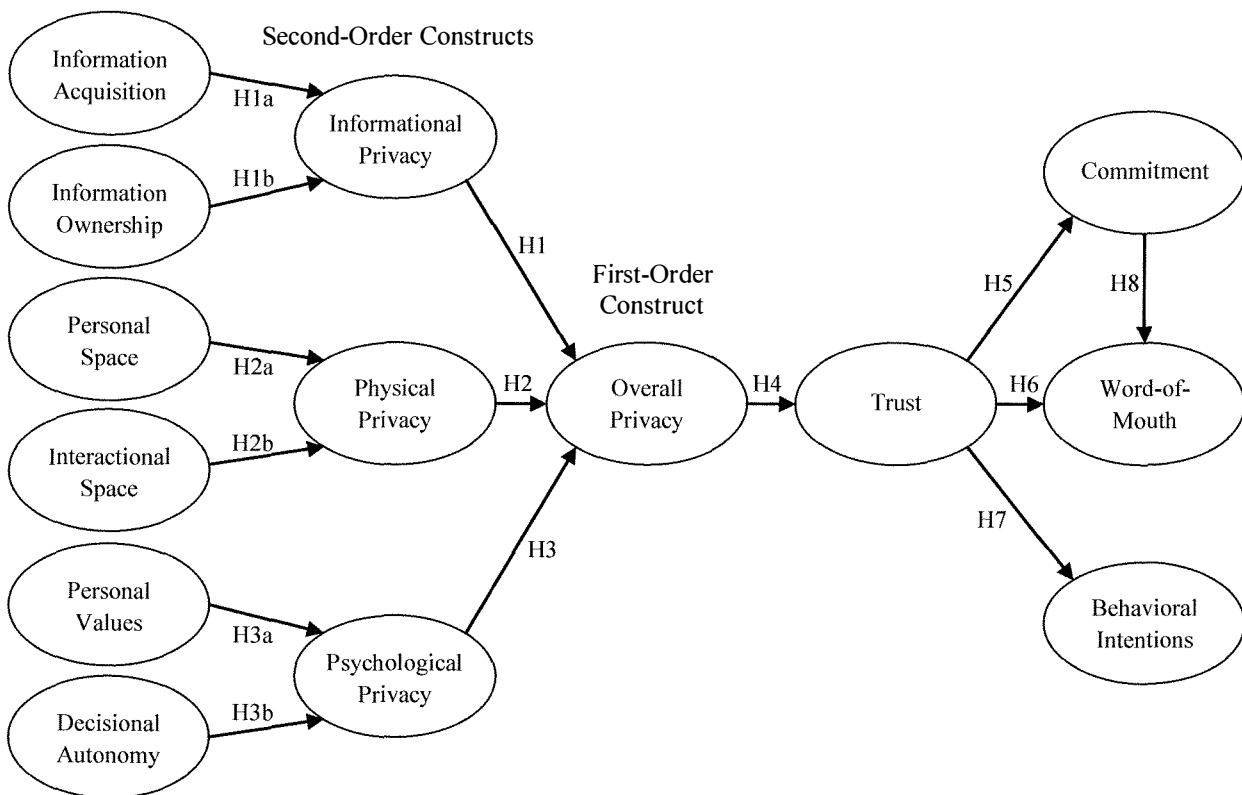 Second-Order Constructs
Information
Acquisition
H1a
Informational
Privacy
Information
Ownership
H1b
H1
Personal
Space
H2a
Physical
Privacy
Interactional
Space
H2b
H2
Personal
Values
H3a
Psychological
Privacy
Decisional
Autonomy
H3b
H3
First-Order
Construct
Overall
Privacy
H4
Trust
H5
Commitment
H8
H6
Word-of-
Mouth
H7
Behavioral
Intentions